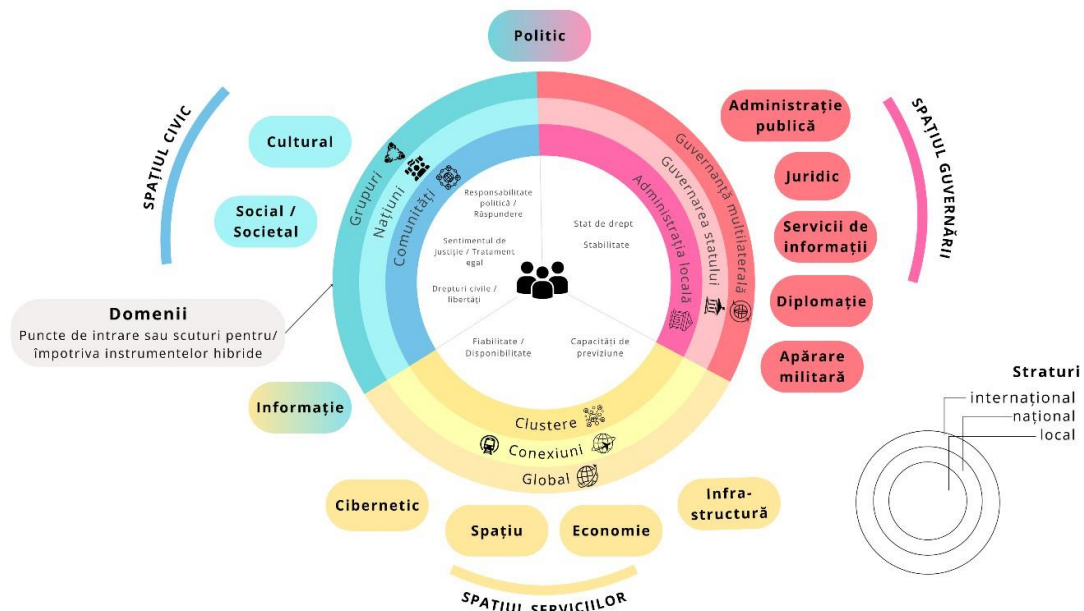 Politic
SPAȚIUL CIVIC
Cultural
Social /
Societal
Domenii
Puncte de intrare sau scuturi pentru/
împotriva instrumentelor hibride
Informație
Grupuri
Națiuni
Comunități
Responsabilitate
politică /
Răspundere
Sentimentul de
justiție / Tratament
egal
Drepturi civile /
libertăți
Stat de drept
Stabilitate
Fiabilitate /
Disponibilitate
Capacități de
previziune
Guvernanță multilaterală
Guvernarea statului
Administrația locală
Administrație
publică
Juridic
Servicii de
informații
Diplomație
Apărare
militară
SPAȚIUL GUVERNĂRII
Clustere
Conexiuni
Global
Cibernetic
Spațiu
Economie
Infra-
structură
SPAȚIUL SERVICIILOR
Straturi
internațional
național
local